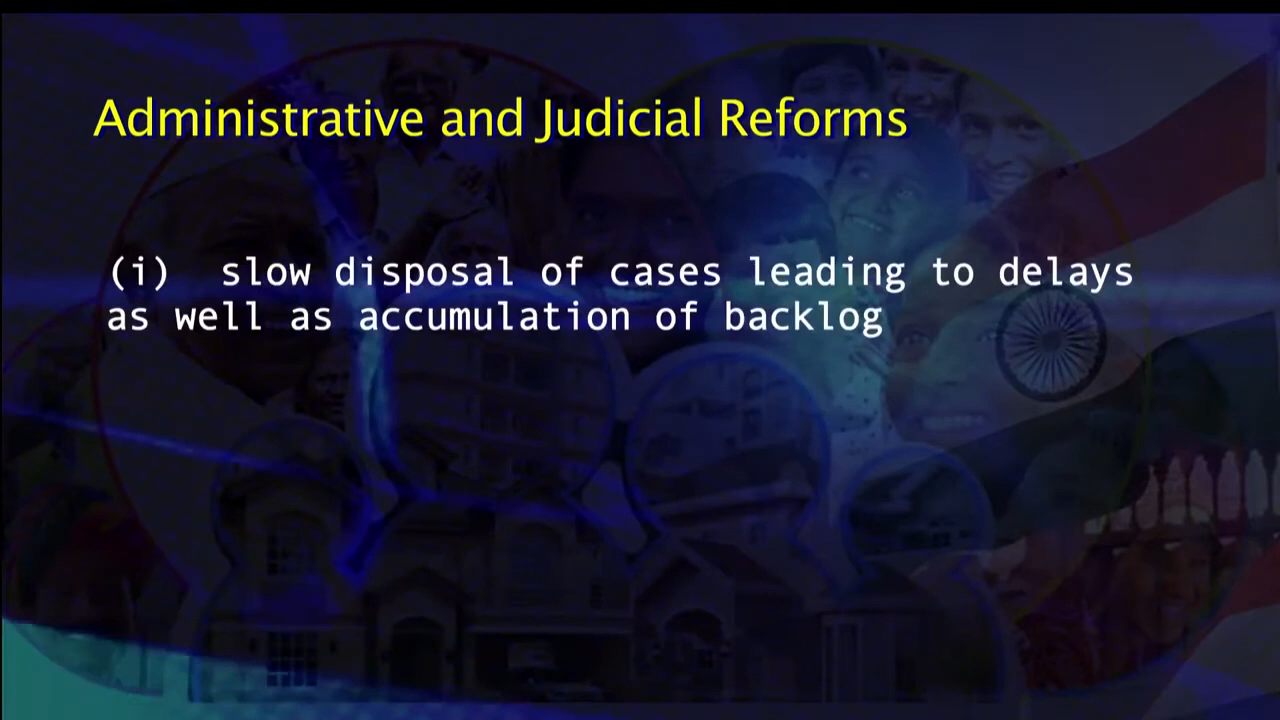 Administrative and Judicial Reforms
(i) slow disposal of cases leading to delays
as well as accumulation of backlog